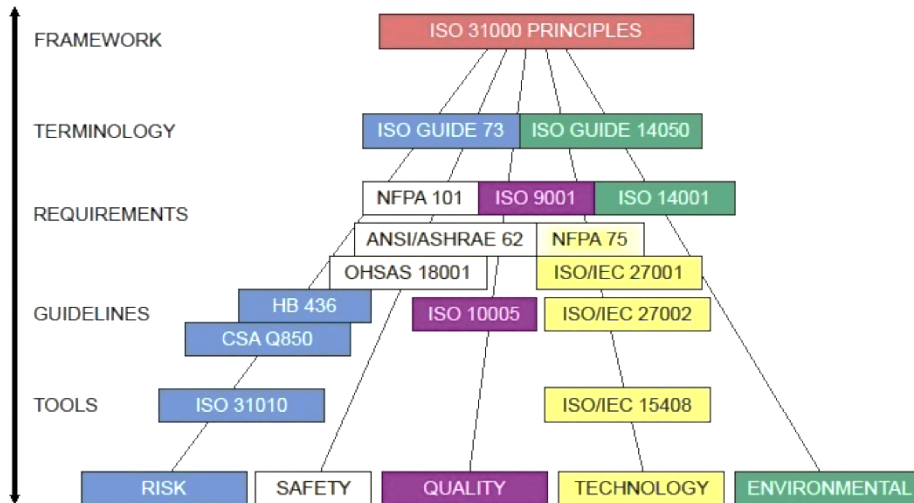 FRAMEWORK
ISO 31000 PRINCIPLES
TERMINOLOGY
ISO GUIDE 73
ISO GUIDE 14050
REQUIREMENTS
NFPA 101
ISO 9001
ISO 14001
ANSI/ASHRAE 62
NFPA 75
OHSAS 18001
ISO/IEC 27001
GUIDELINES
HB 436
ISO 10005
ISO/IEC 27002
CSA Q850
TOOLS
ISO 31010
ISO/IEC 15408
RISK
SAFETY
QUALITY
TECHNOLOGY
ENVIRONMENTAL